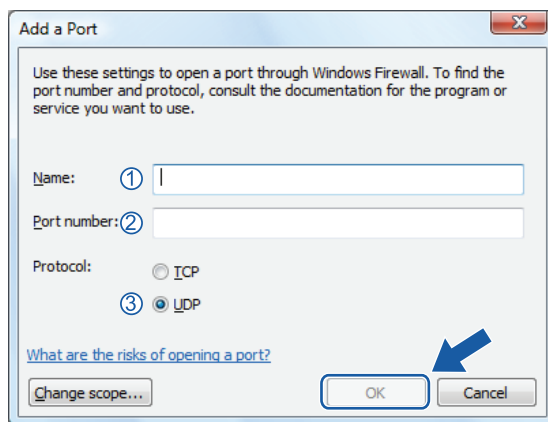 Add a Port
Use these settings to open a port through Windows Firewall. To find the
port number and protocol, consult the documentation for the program or
service you want to use.
Name: ①
Port number: ②
Protocol: TCP
③ UDP
What are the risks of opening a port?
Change scope... OK Cancel